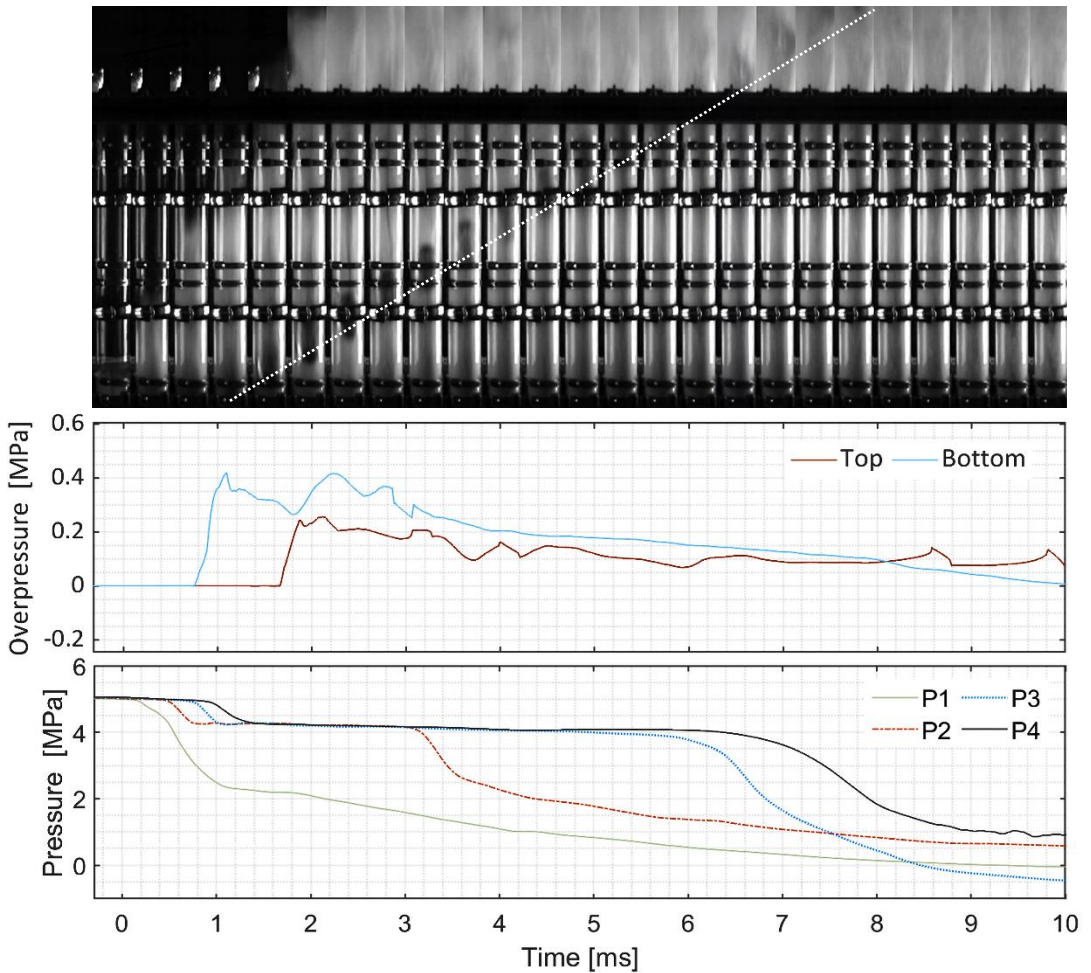 Overpressure [MPa]
0.6
0.4
0.2
0
-0.2
Top
Bottom
Pressure [MPa]
6
4
2
0
P1
P3
P2
P4
0 1 2 3 4 5 6 7 8 9 10
Time [ms]